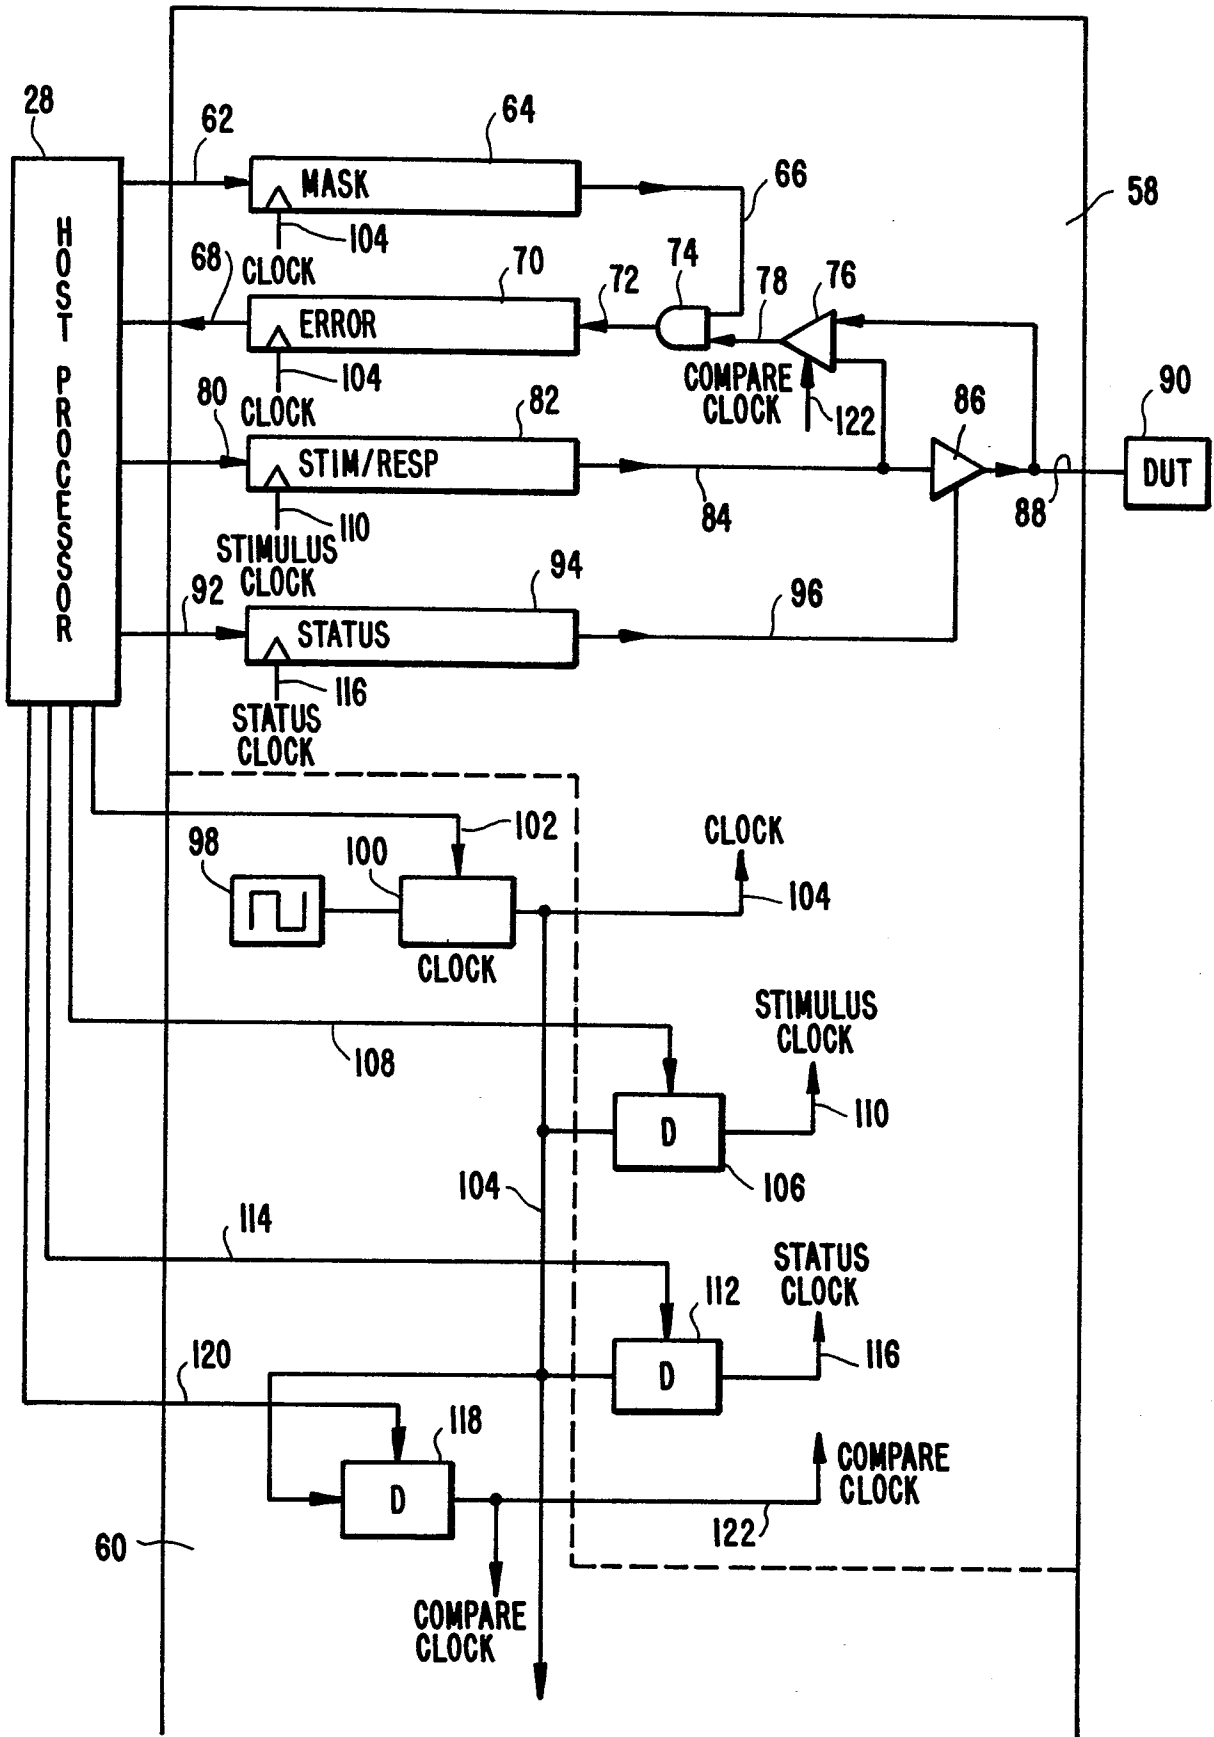 28
62
64
MASK
66
58
104
CLOCK
68
70
72
74
78
76
ERROR
104
CLOCK
COMPARE
CLOCK
122
80
82
86
90
STIM/RESP
DUT
110
84
88
STIMULUS
CLOCK
92
94
96
STATUS
116
STATUS
CLOCK
HOST PROCESSOR
98
100
102
CLOCK
104
CLOCK
108
STIMULUS
CLOCK
D
110
106
104
114
STATUS
CLOCK
112
D
116
120
118
D
COMPARE
CLOCK
122
60
COMPARE
CLOCK